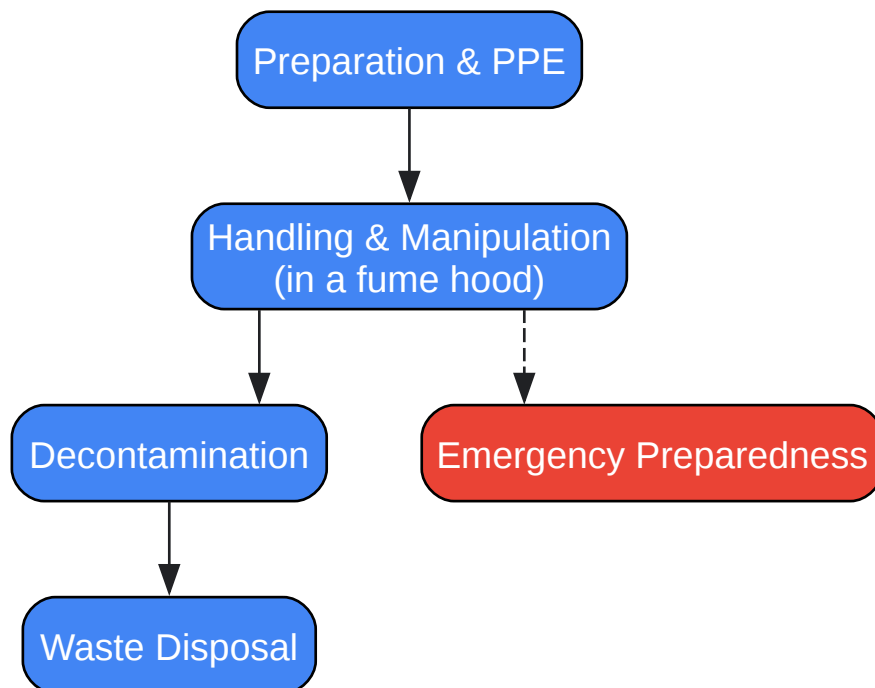 Preparation & PPE
Handling & Manipulation
(in a fume hood)
Decontamination
Emergency Preparedness
Waste Disposal